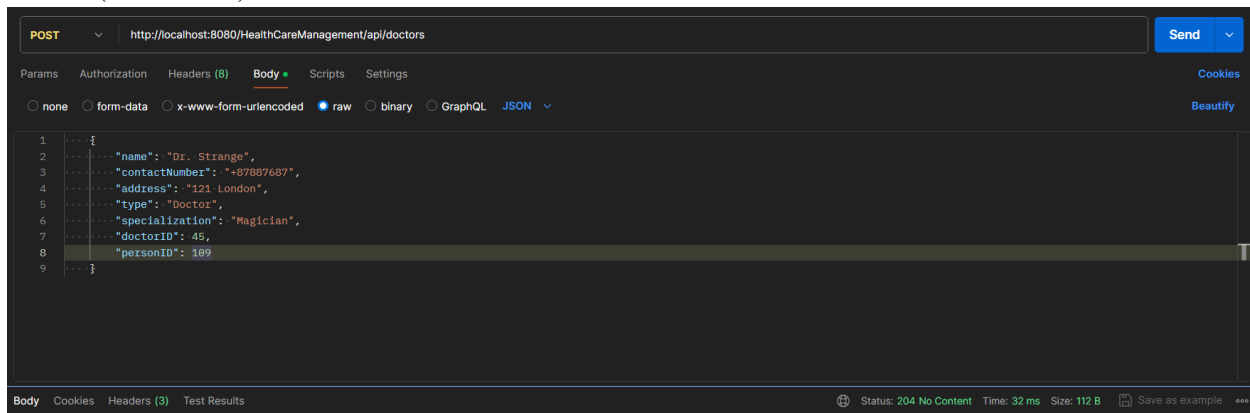 POST http://localhost:8080/HealthCareManagement/api/doctors Send
Params Authorization Headers (8) Body Scripts Settings Cookies
none form-data x-www-form-urlencoded raw binary GraphQL JSON Beautify
1 {
2 "name": "Dr. Strange",
3 "contactNumber": "+87887687",
4 "address": "121 London",
5 "type": "Doctor",
6 "specialization": "Magician",
7 "doctorID": 45,
8 "personID": 109
9 }
Body Cookies Headers (3) Test Results Status: 204 No Content Time: 32 ms Size: 112 B Save as example